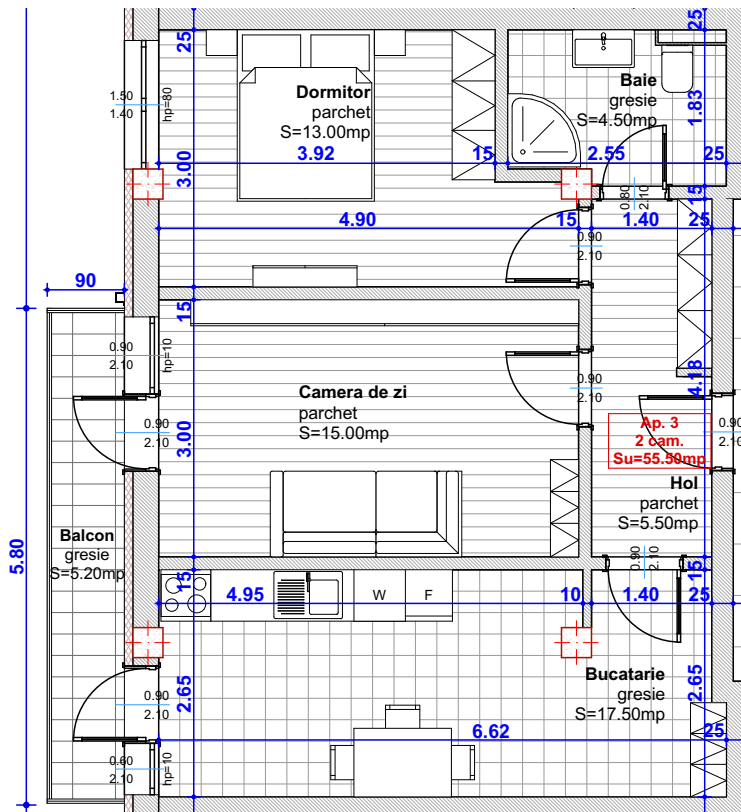 25
25
Dormitor
parchet
S=13.00mp
Baie
gresie
S=4.50mp
1.50
1.40
hp=80
1.83
3.92
15
2.55
25
3.00
0.80
2.10
15
4.90
15
1.40
25
0.90
2.10
90
15
0.90
2.10
hp=10
Camera de zi
parchet
S=15.00mp
0.90
2.10
4.18
0.90
2.10
3.00
Ap. 3
2 cam.
Su=55.50mp
0.90
2.10
Hol
parchet
S=5.50mp
5.80
Balcon
gresie
S=5.20mp
0.90
2.10
15
15
4.95
W
F
10
1.40
25
2.65
2.65
Bucatarie
gresie
S=17.50mp
0.90
2.10
6.62
25
0.60
2.10
hp=10